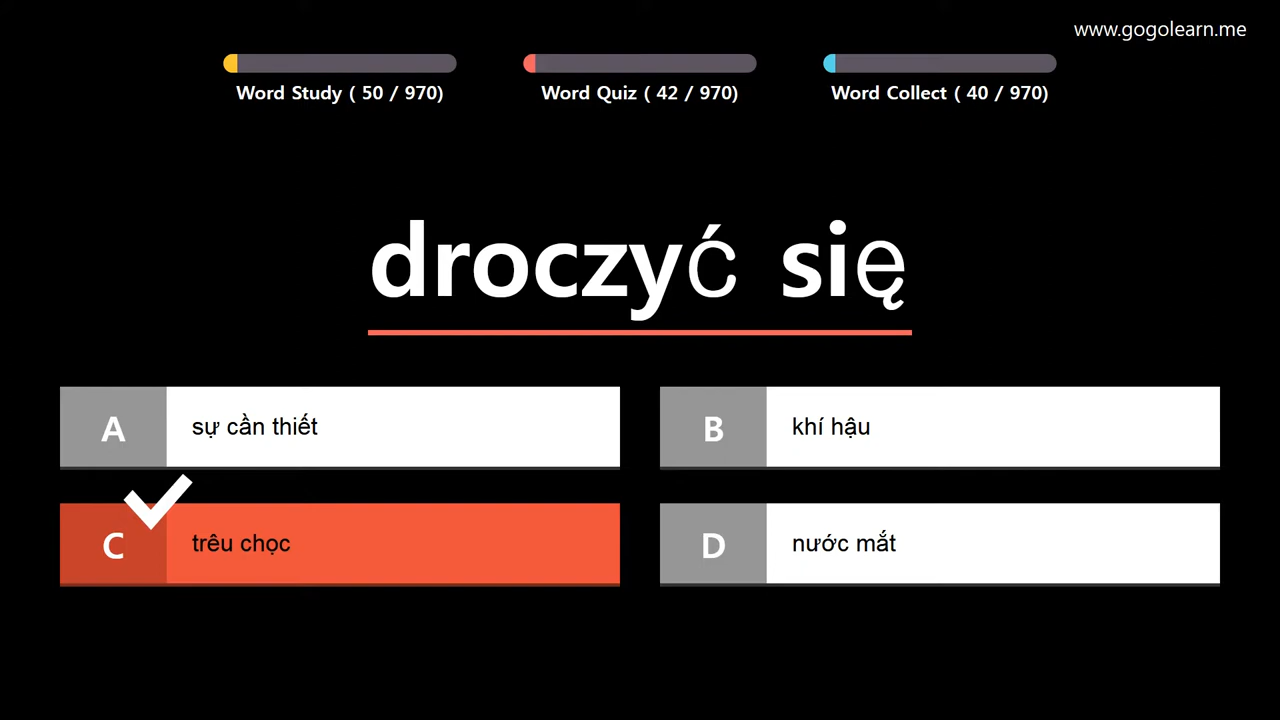 www.gogolearn.me
Word Study ( 50 / 970)
Word Quiz ( 42 / 970)
Word Collect ( 40 / 970)
droczyć się
A sự cần thiết
B khí hậu
C trêu chọc
D nước mắt